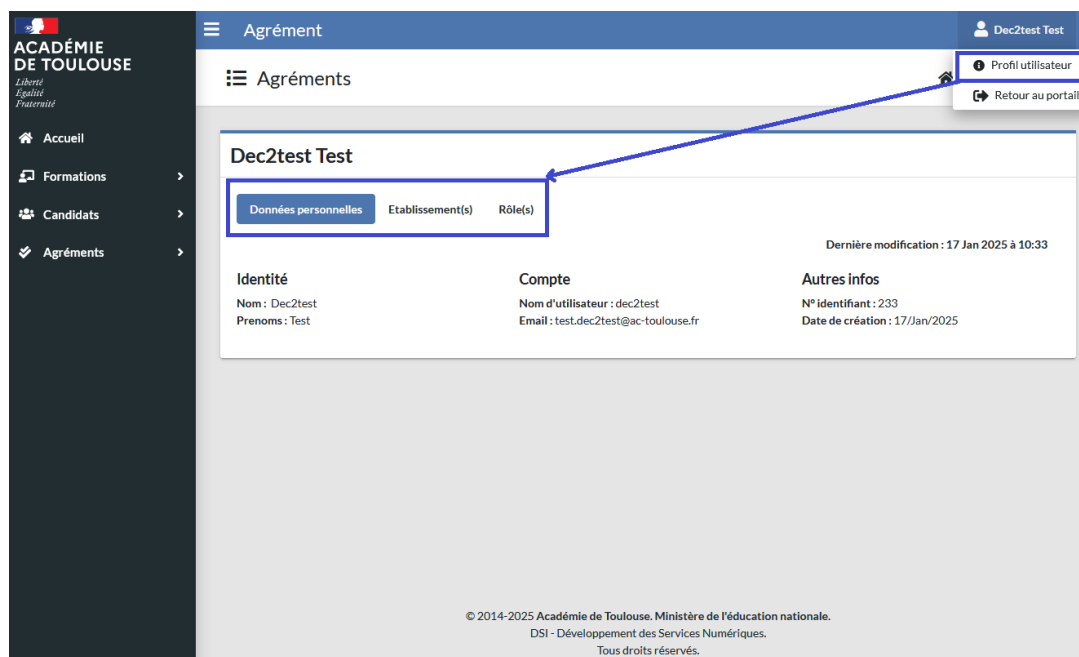 ACADÉMIE
DE TOULOUSE
Liberté
Égalité
Fraternité
Accueil
Formations
Candidats
Agréments
Agrément
Dec2test Test
Profil utilisateur
Retour au portail
Agréments
Dec2test Test
Données personnelles Etablissement(s) Rôle(s)
Dernière modification : 17 Jan 2025 à 10:33
Identité
Nom : Dec2test
Prenoms : Test
Compte
Nom d'utilisateur : dec2test
Email : test.dec2test@ac-toulouse.fr
Autres infos
N° identifiant : 233
Date de création : 17/Jan/2025
© 2014-2025 Académie de Toulouse. Ministère de l'éducation nationale.
DSI - Développement des Services Numériques.
Tous droits réservés.